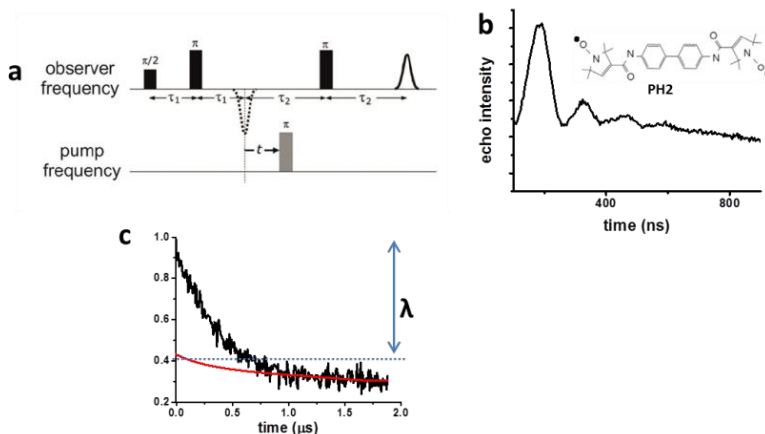 a
observer
frequency
π/2
π
π
τ₁
τ₁
τ₂
τ₂
pump
frequency
t
π
b
echo intensity
O
N
O
N
O
N
N
O
PH2
400
800
time (ns)
c
1.0
0.8
0.6
0.4
0.2
λ
0.0
0.5
1.0
1.5
2.0
time (μs)